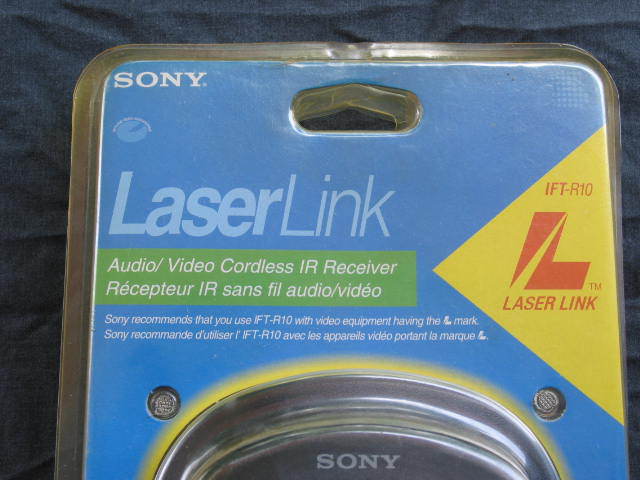 SONY®
LaserLink
Audio/ Video Cordless IR Receiver
Récepteur IR sans fil audio/vidéo
Sony recommends that you use IFT-R10 with video equipment having the L mark.
Sony recommande d'utiliser l' IFT-R10 avec les appareils vidéo portant la marque L.
IFT-R10
L
TM
LASER LINK
SONY